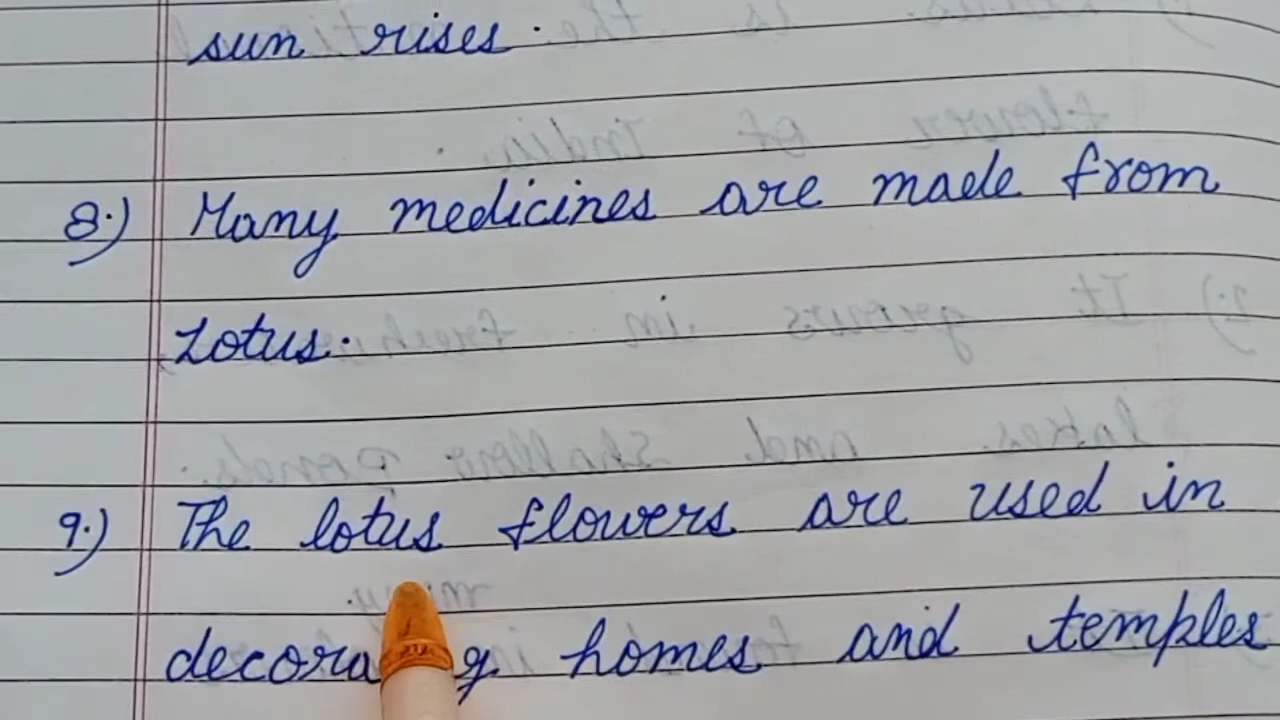 sun rises.
8.) Many medicines are made from
Lotus.
9.) The lotus flowers are used in
homes and temples